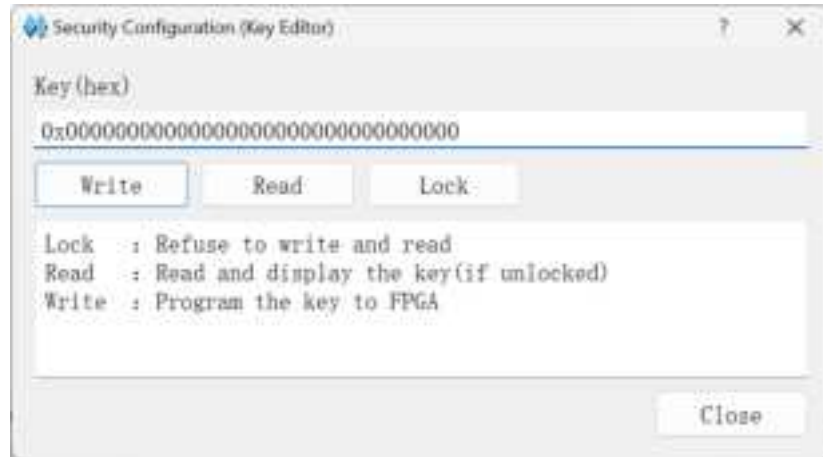 Security Configuration (Key Editor)
Key(hex)
0x00000000000000000000000000000000
Write Read Lock
Lock : Refuse to write and read
Read : Read and display the key(if unlocked)
Write : Program the key to FPGA
Close